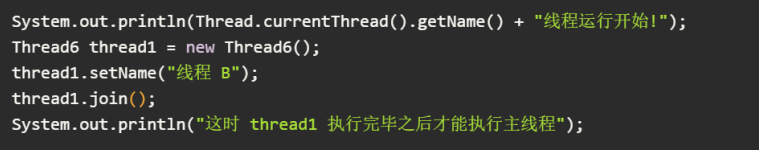 System.out.println(Thread.currentThread().getName() + "线程运行开始!");
Thread6 thread1 = new Thread6();
thread1.setName("线程 B");
thread1.join();
System.out.println("这时 thread1 执行完毕之后才能执行主线程");